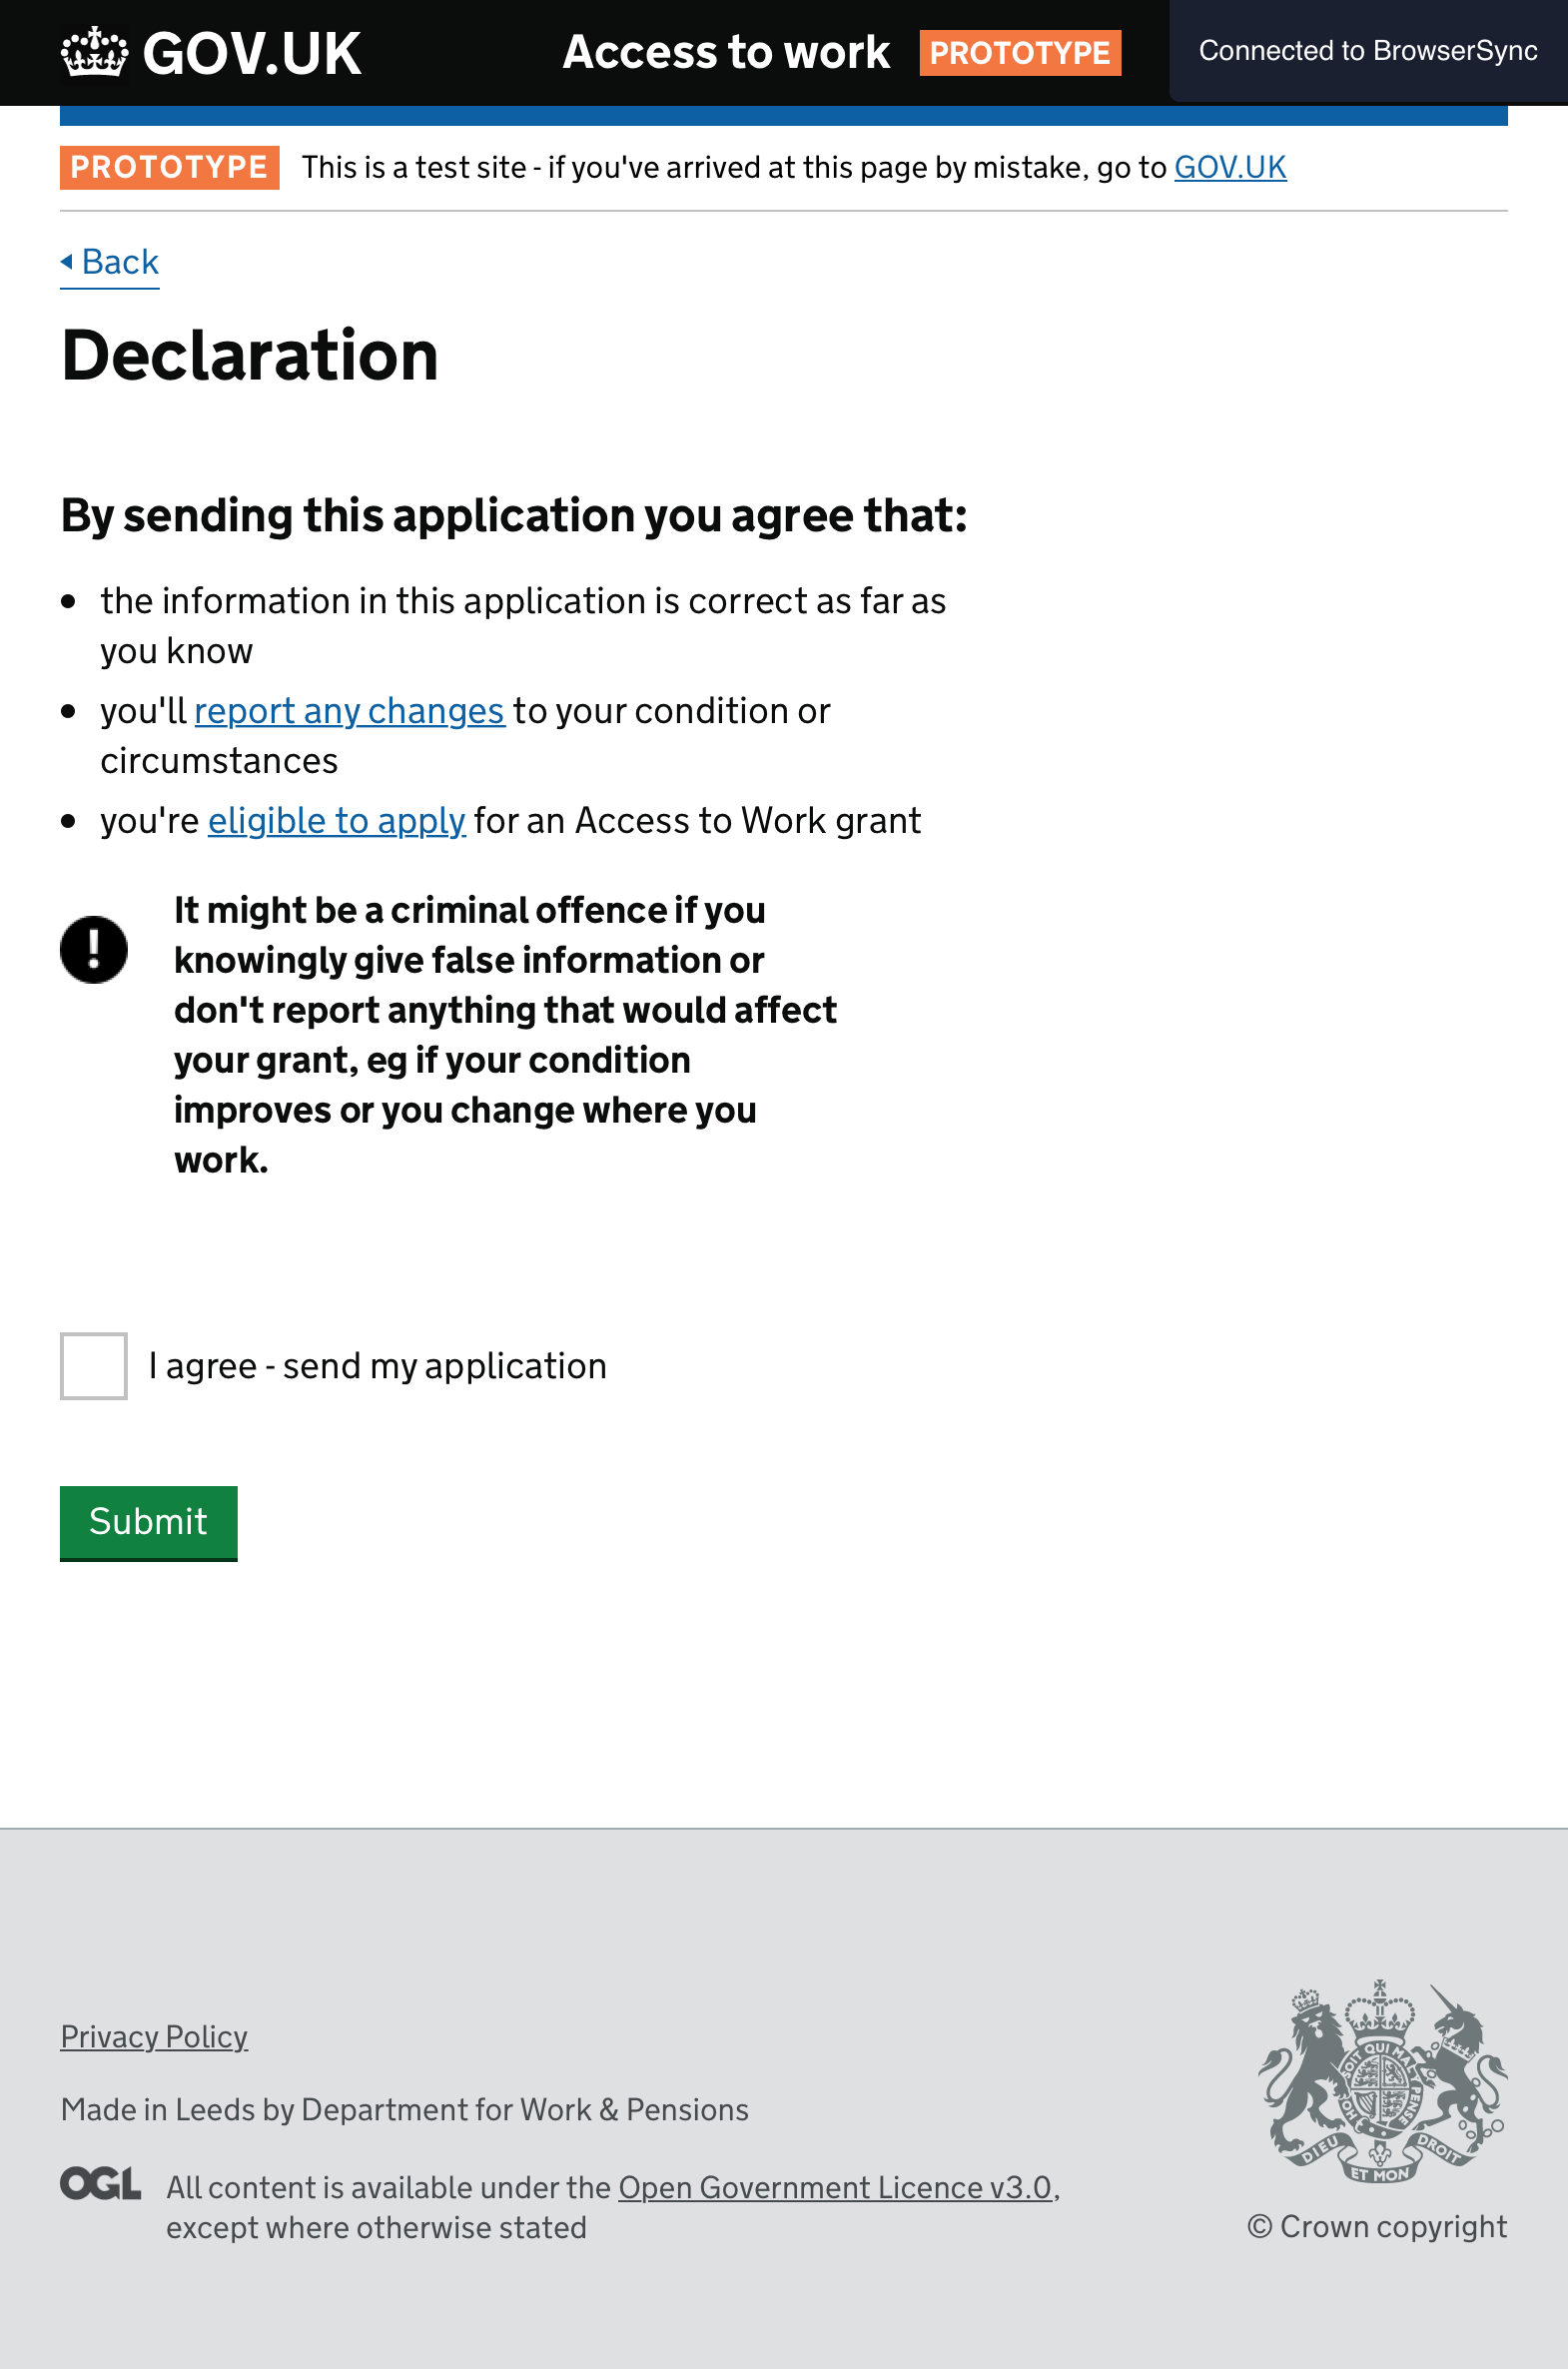 GOV.UK
Access to work PROTOTYPE
Connected to BrowserSync
PROTOTYPE This is a test site - if you've arrived at this page by mistake, go to GOV.UK
Back
Declaration
By sending this application you agree that:
the information in this application is correct as far as
you know
you'll report any changes to your condition or
circumstances
you're eligible to apply for an Access to Work grant
It might be a criminal offence if you
knowingly give false information or
don't report anything that would affect
your grant, eg if your condition
improves or you change where you
work.
I agree - send my application
Submit
Privacy Policy
Made in Leeds by Department for Work & Pensions
OGL All content is available under the Open Government Licence v3.0,
except where otherwise stated
DIEU ET MON DROIT
© Crown copyright